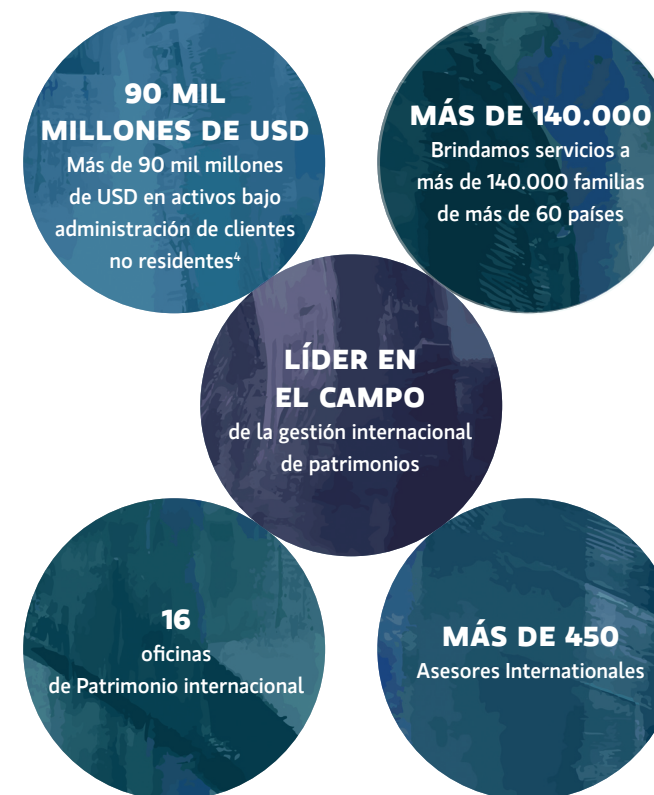 90 MIL
MILLONES DE USD
Más de 90 mil millones
de USD en activos bajo
administración de clientes
no residentes⁴
MÁS DE 140.000
Brindamos servicios a
más de 140.000 familias
de más de 60 países
LÍDER EN
EL CAMPO
de la gestión internacional
de patrimonios
16
oficinas
de Patrimonio internacional
MÁS DE 450
Asesores Internationales